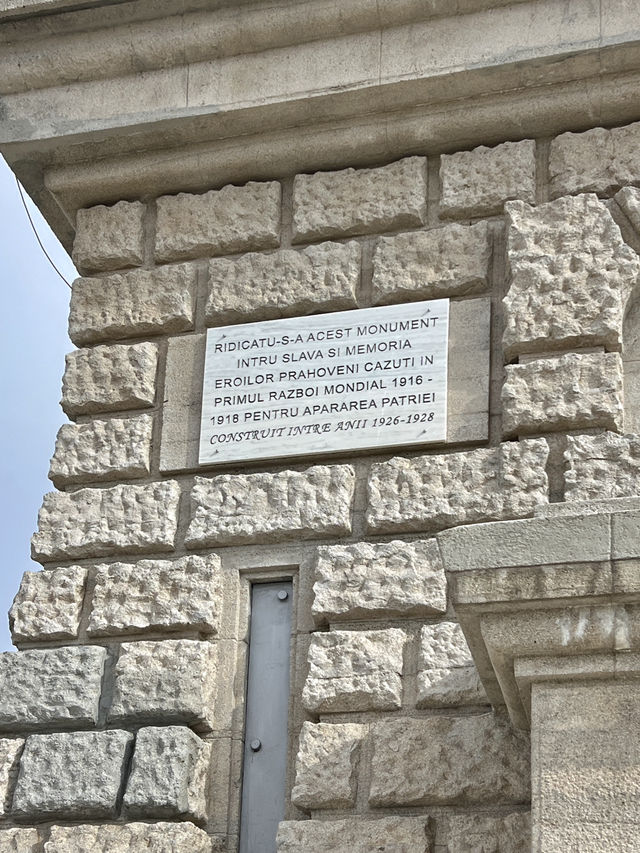 RIDICATU-S-A ACEST MONUMENT
INTRU SLAVA SI MEMORIA
EROILOR PRAHOVENI CAZUTI IN
PRIMUL RAZBOI MONDIAL 1916 -
1918 PENTRU APARAREA PATRIEI
CONSTRUIT INTRE ANII 1926-1928